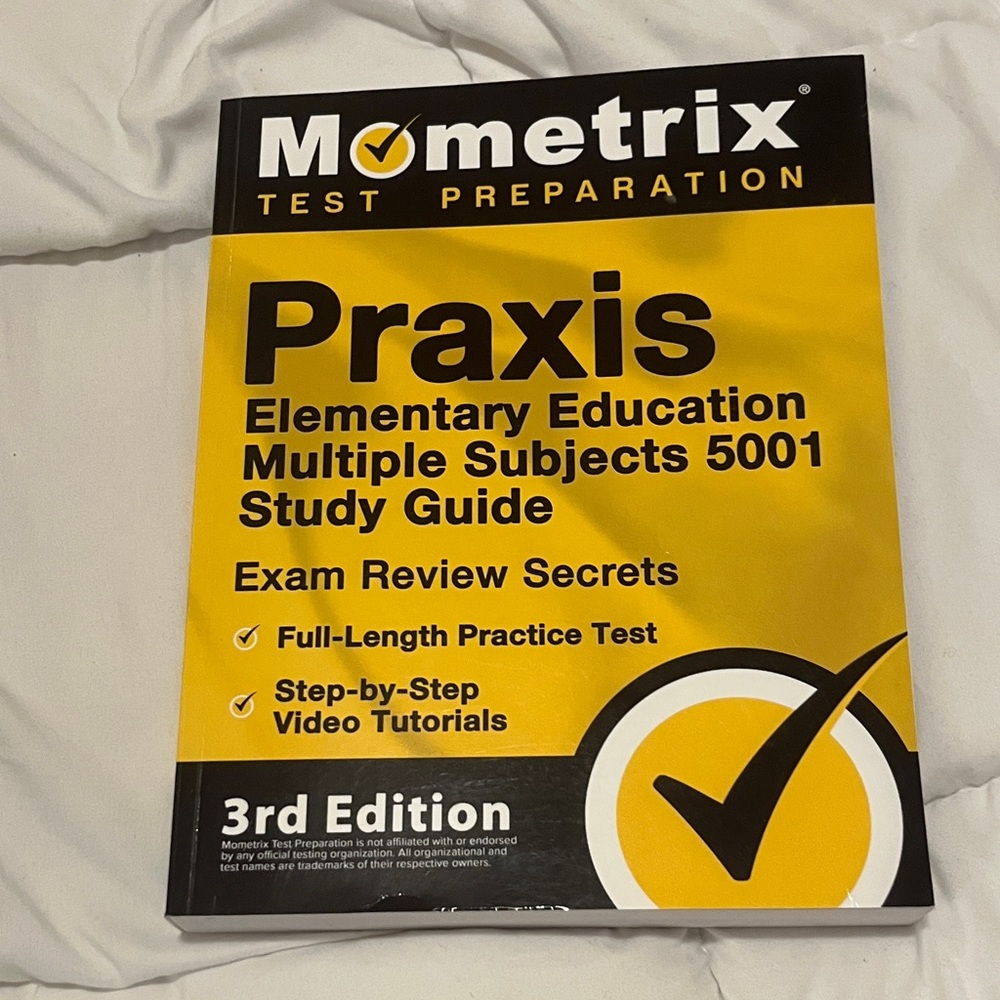 Mometrix®
TEST PREPARATION
Praxis
Elementary Education
Multiple Subjects 5001
Study Guide
Exam Review Secrets
Full-Length Practice Test
Step-by-Step
Video Tutorials
3rd Edition
Mometrix Test Preparation is not affiliated with or endorsed
by any official testing organization. All organizational and
test names are trademarks of their respective owners.